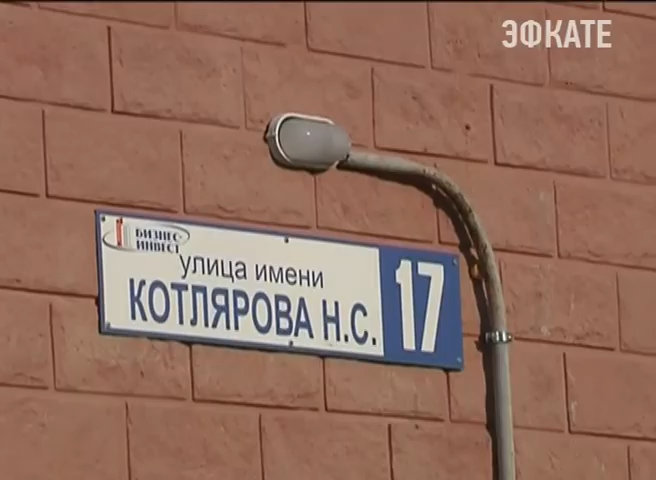 ЭФКАТЕ
БИЗНЕС-
ИНВЕСТ
улица имени
КОТЛЯРОВА Н.С.
17